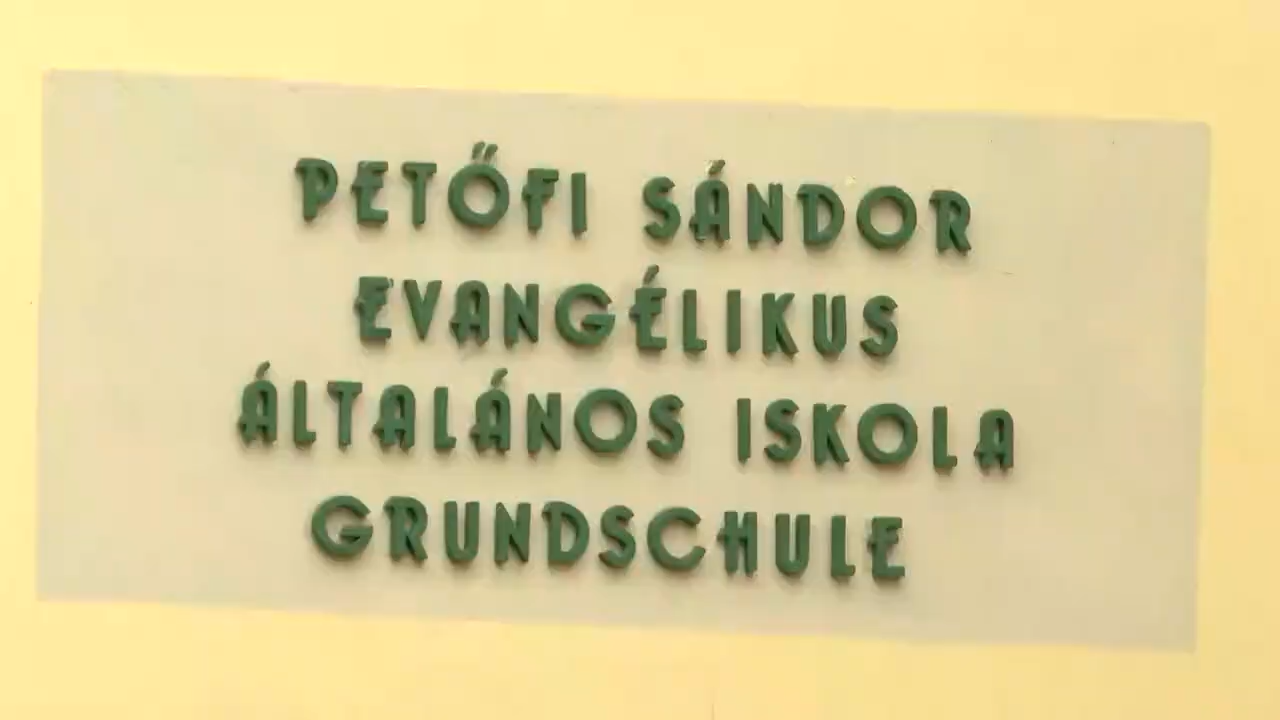 PETŐFI SÁNDOR
EVANGÉLIKUS
ÁLTALÁNOS ISKOLA
GRUNDSCHULE